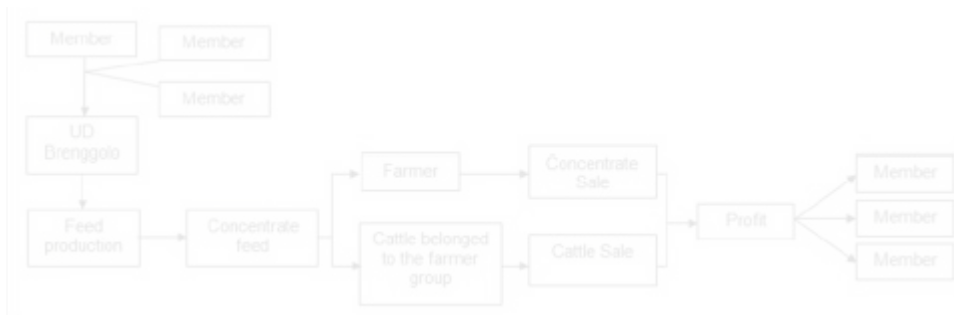 Member
Member
Member
UD
Brenggolo
Feed
production
Concentrate
feed
Farmer
Cattle belonged
to the farmer
group
Concentrate
Sale
Cattle Sale
Profit
Member
Member
Member